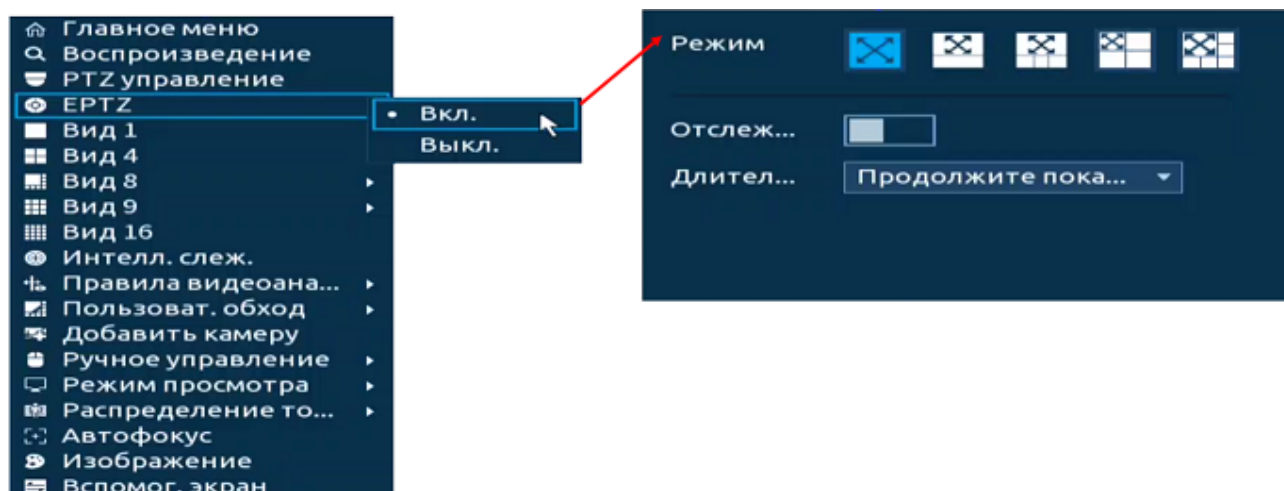 Главное меню
Воспроизведение
PTZ управление
EPTZ
Вид 1
Вид 4
Вид 8
Вид 9
Вид 16
Интелл. слеж.
Правила видеоана...
Пользоват. обход
Добавить камеру
Ручное управление
Режим просмотра
Распределение то...
Автофокус
Изображение
Вспомог. экран
Вкл.
Выкл.
Режим
Отслеж...
Длител... Продолжите пока...